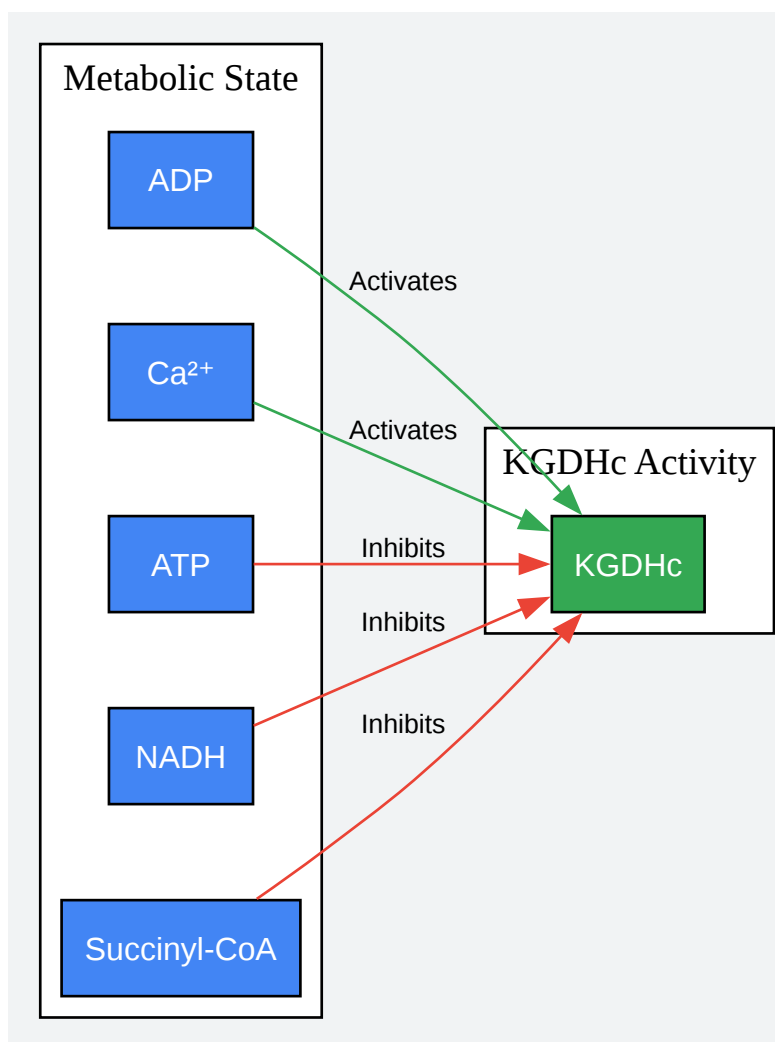 Metabolic State
ADP
Activates
Ca²⁺
Activates
KGDHc Activity
ATP
Inhibits
KGDHc
Inhibits
NADH
Inhibits
Succinyl-CoA